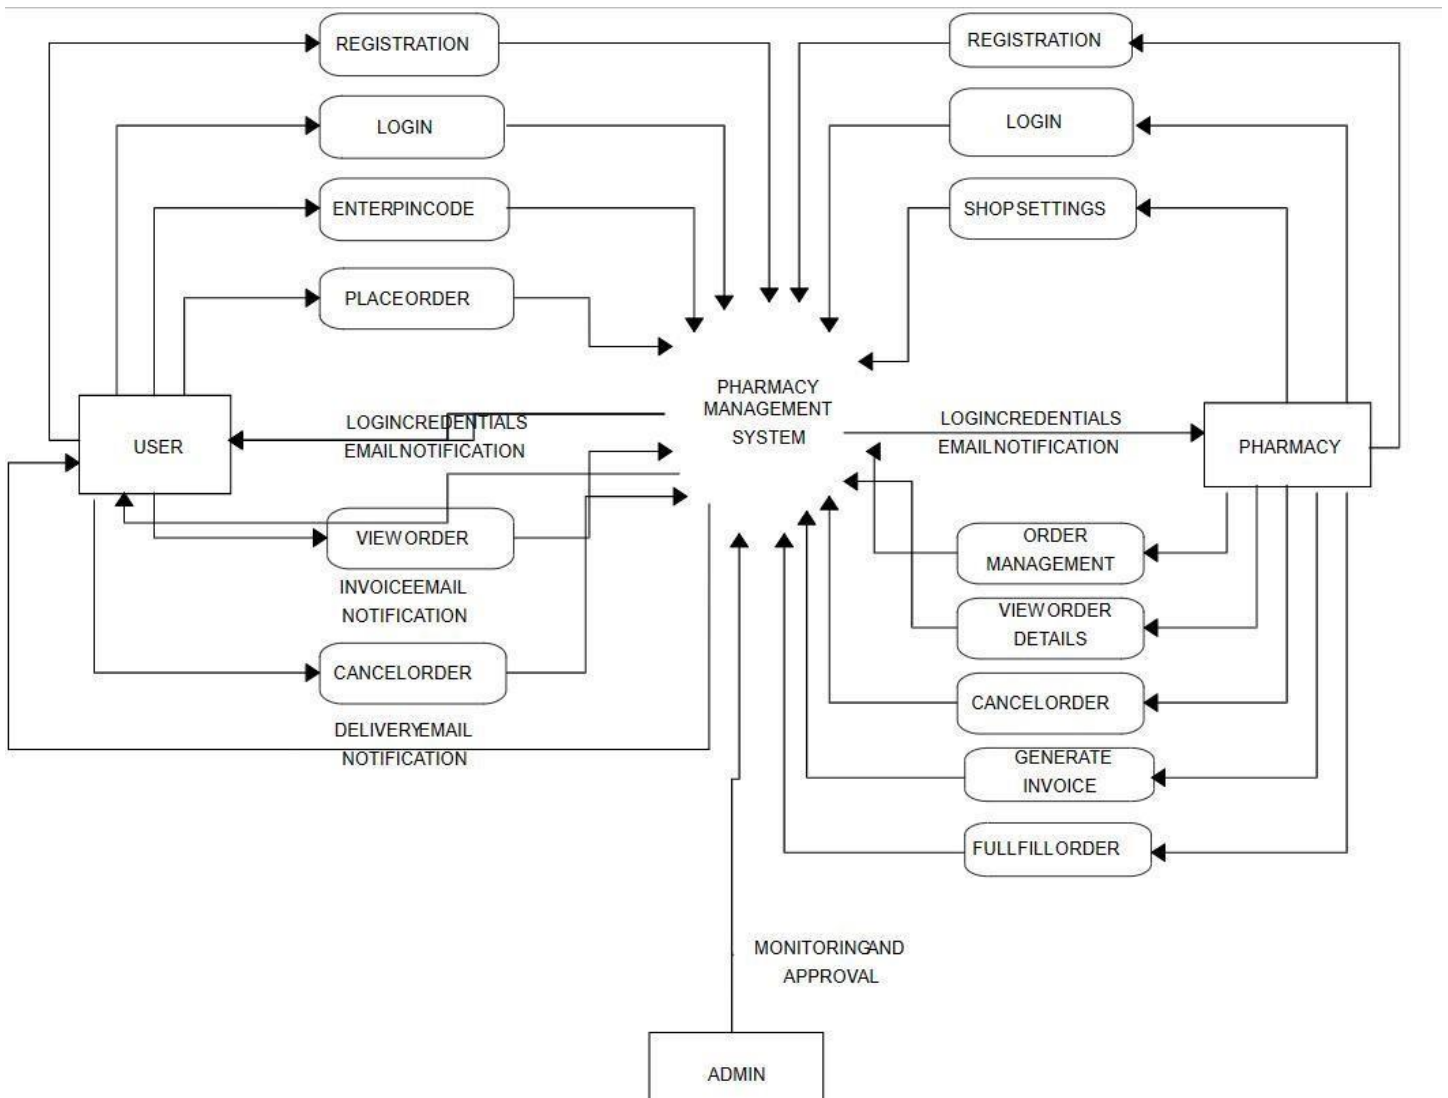 REGISTRATION
REGISTRATION
LOGIN
LOGIN
ENTERPINCODE
SHOPSETTINGS
PLACEORDER
PHARMACY
MANAGEMENT
SYSTEM
LOGINCREDENTIALS
EMAILNOTIFICATION
LOGINCREDENTIALS
EMAILNOTIFICATION
USER
PHARMACY
VIEWORDER
ORDER
MANAGEMENT
INVOICEEMAIL
NOTIFICATION
VIEWORDER
DETAILS
CANCELORDER
CANCELORDER
DELIVERYEMAIL
NOTIFICATION
GENERATE
INVOICE
FULLFILLORDER
MONITORINGAND
APPROVAL
ADMIN